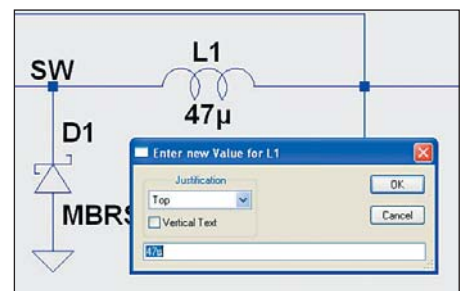 L1
SW
47µ
D1
Enter new Value for L1
Justification
OK
Top
Cancel
Vertical Text
MBRS
47µ